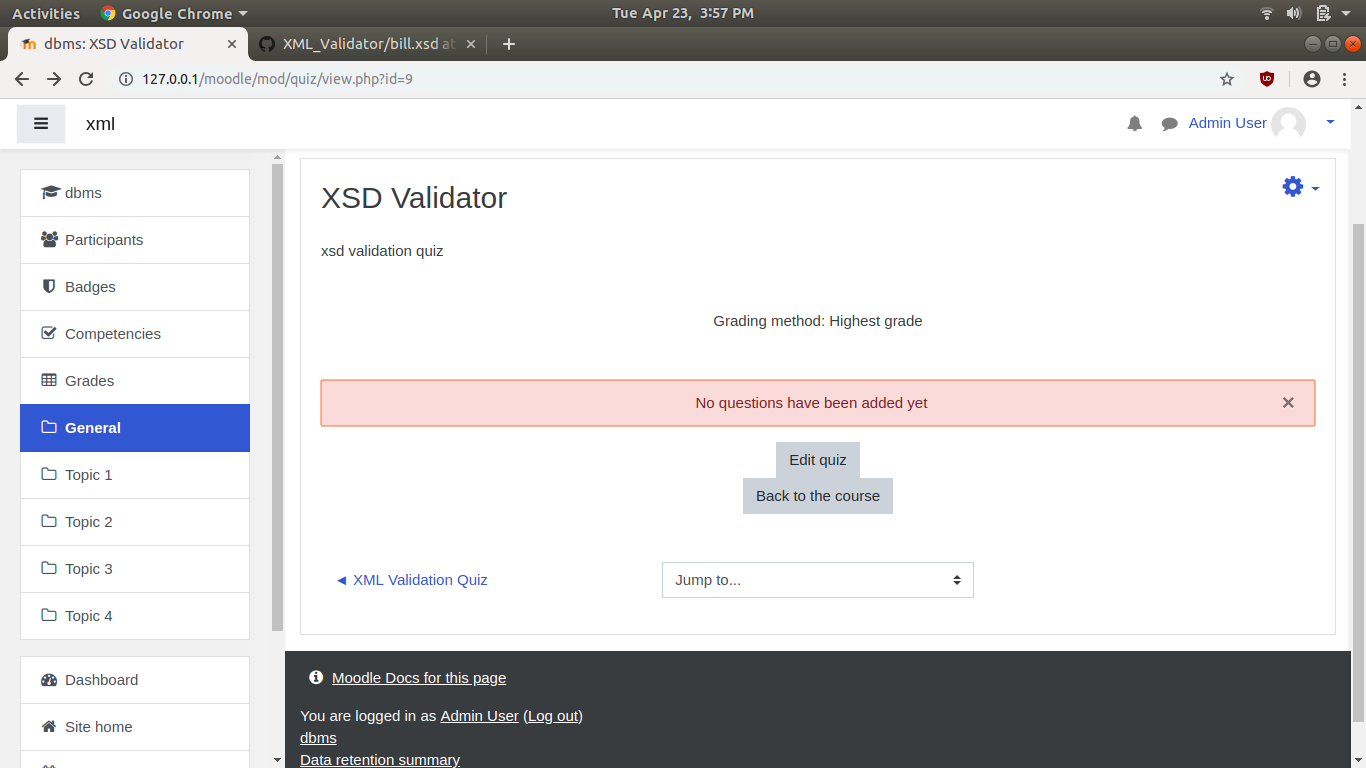 Activities Google Chrome Tue Apr 23, 3:57 PM
dbms: XSD Validator XML_Validator/bill.xsd at
127.0.0.1/moodle/mod/quiz/view.php?id=9
xml Admin User
dbms
Participants
Badges
Competencies
Grades
General
Topic 1
Topic 2
Topic 3
Topic 4
Dashboard
Site home
XSD Validator
xsd validation quiz
Grading method: Highest grade
No questions have been added yet
Edit quiz
Back to the course
◄ XML Validation Quiz
Jump to...
Moodle Docs for this page
You are logged in as Admin User (Log out)
dbms
Data retention summary